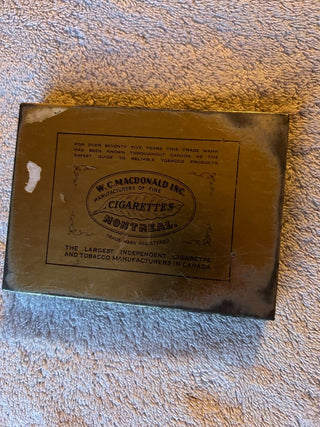 FOR OVER SEVENTY FIVE YEARS THIS TRADE MARK
HAS BEEN KNOWN THROUGHOUT CANADA AS THE
SAFEST GUIDE TO RELIABLE TOBACCO PRODUCTS
W.C. MACDONALD INC.
MANUFACTURERS OF FINE
CIGARETTES
MONTREAL.
TRADE MARK REGISTERED
THE LARGEST INDEPENDENT CIGARETTE
AND TOBACCO MANUFACTURERS IN CANADA